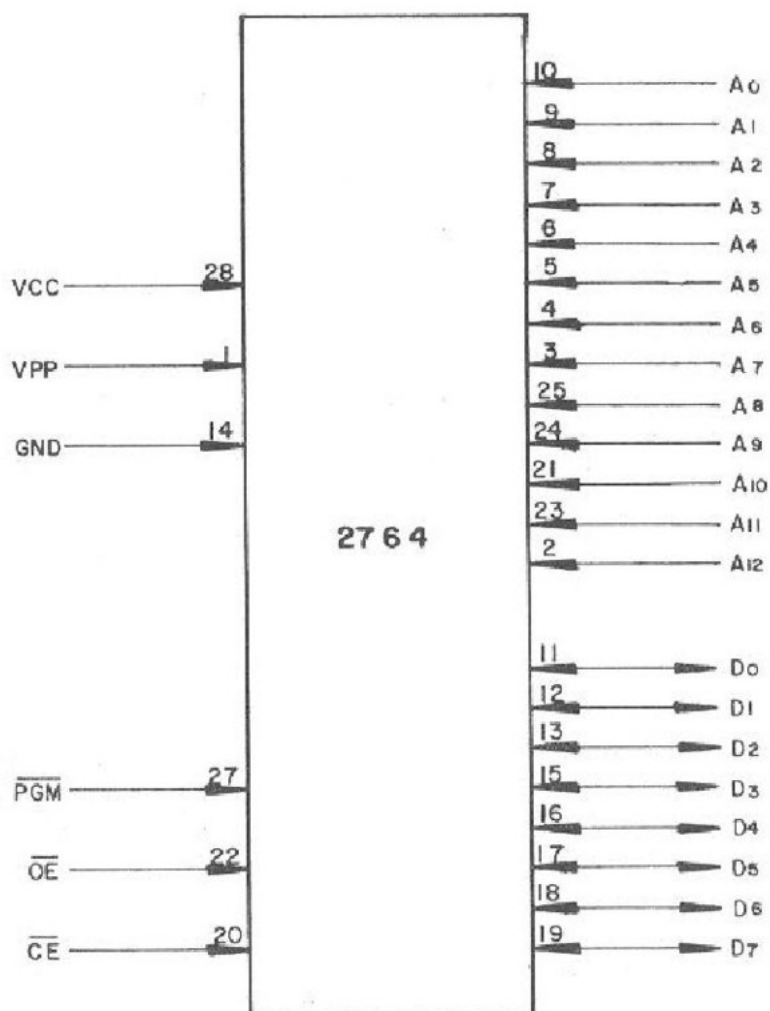 10 A0
9 A1
8 A2
7 A3
6 A4
28 5 A5
VCC
4 A6
1 3 A7
VPP
25 A8
14 24 A9
GND
21 A10
23 A11
2764
2 A12
11 D0
12 D1
13 D2
27 15 D3
PGM
16 D4
22 17 D5
OE
18 D6
20 19 D7
CE